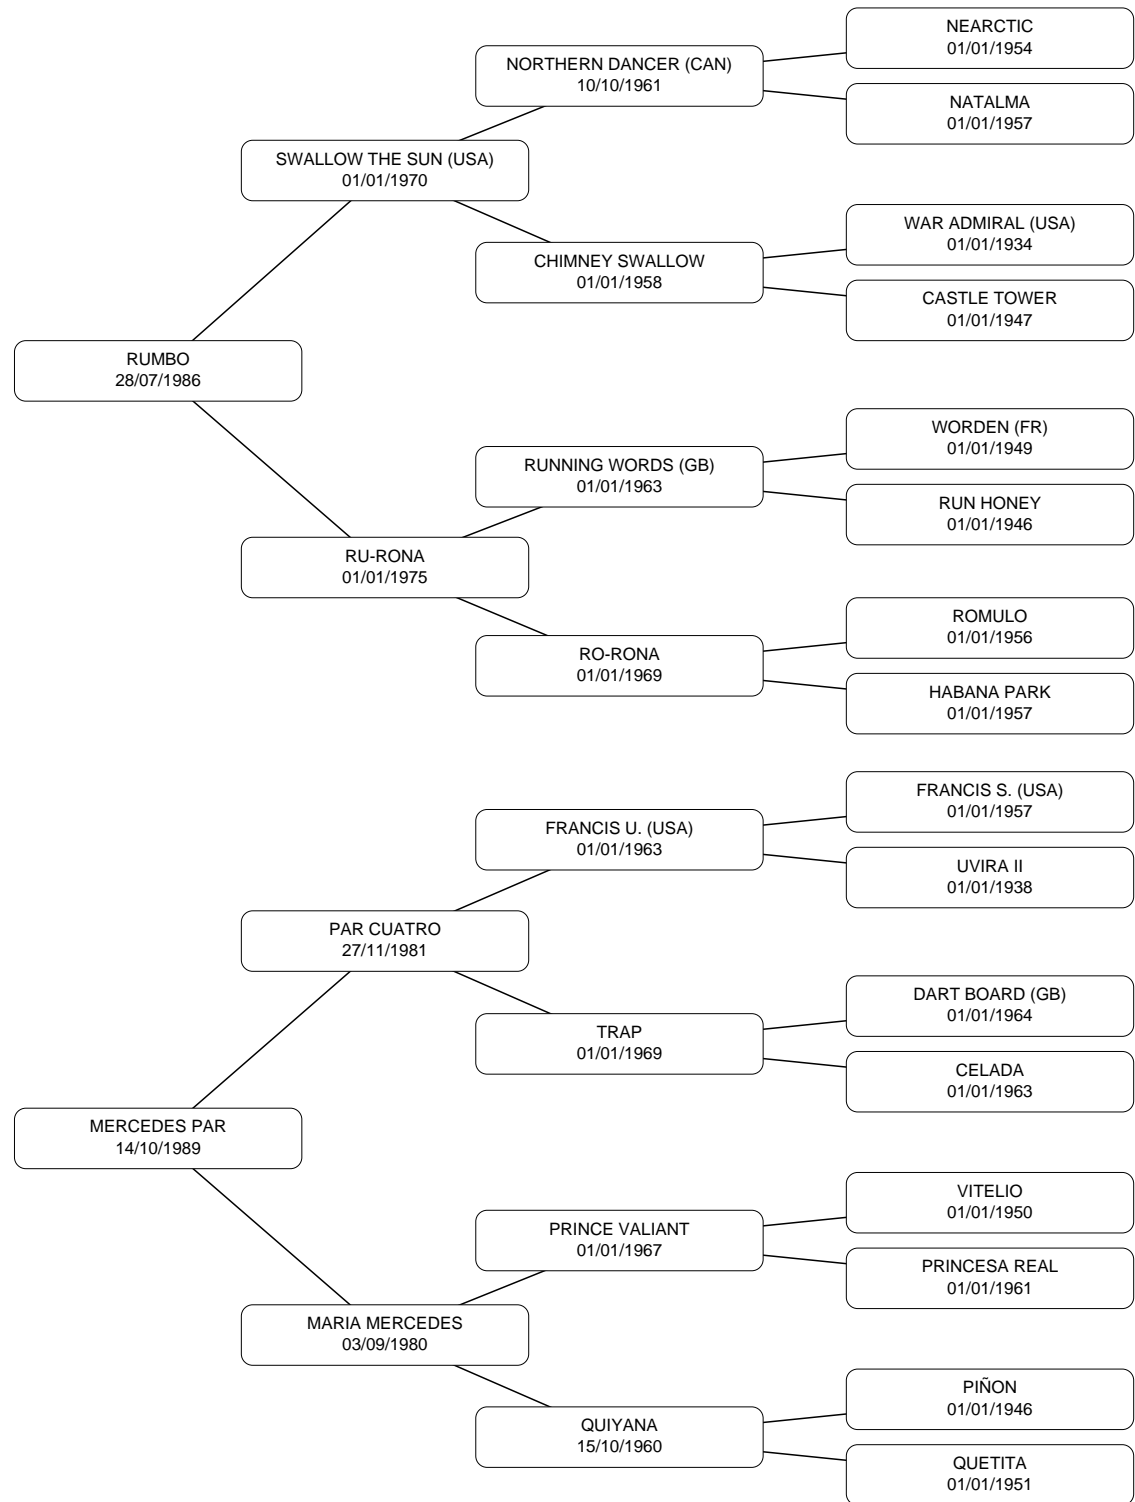 NEARCTIC
01/01/1954
NORTHERN DANCER (CAN)
10/10/1961
NATALMA
01/01/1957
SWALLOW THE SUN (USA)
01/01/1970
WAR ADMIRAL (USA)
01/01/1934
CHIMNEY SWALLOW
01/01/1958
CASTLE TOWER
01/01/1947
RUMBO
28/07/1986
WORDEN (FR)
01/01/1949
RUNNING WORDS (GB)
01/01/1963
RUN HONEY
01/01/1946
RU-RONA
01/01/1975
ROMULO
01/01/1956
RO-RONA
01/01/1969
HABANA PARK
01/01/1957
FRANCIS S. (USA)
01/01/1957
FRANCIS U. (USA)
01/01/1963
UVIRA II
01/01/1938
PAR CUATRO
27/11/1981
DART BOARD (GB)
01/01/1964
TRAP
01/01/1969
CELADA
01/01/1963
MERCEDES PAR
14/10/1989
VITELIO
01/01/1950
PRINCE VALIANT
01/01/1967
PRINCESA REAL
01/01/1961
MARIA MERCEDES
03/09/1980
PIÑON
01/01/1946
QUIYANA
15/10/1960
QUETITA
01/01/1951